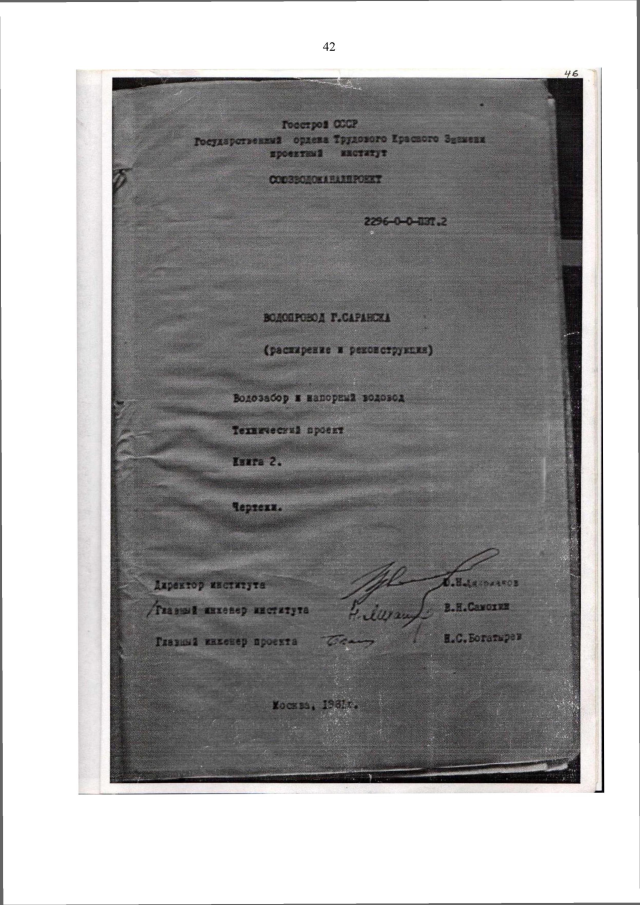 42
46
Госстрой СССР
Государственный ордена Трудового Красного Знамени
проектный институт
СОЮЗВОДОКАНАЛПРОЕКТ
2296-0-0-ПЗТ.2
ВОДОПРОВОД Г.САРАНСКА
(расширение и реконструкция)
Водозабор и напорный водовод
Технический проект
Книга 2.
Чертежи.
Директор института Ю.Н.
Главный инженер института В.Н.Самохин
Главный инженер проекта Н.С.Богатырев
Москва, 1981г.